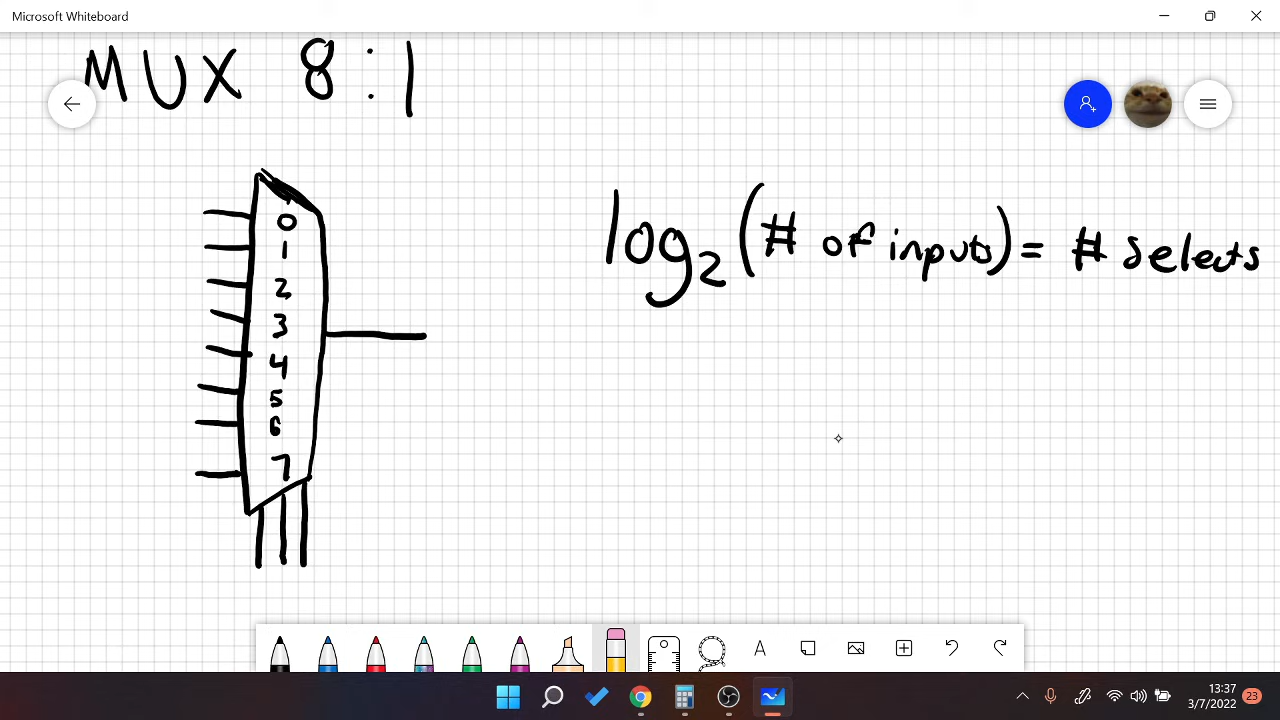 Microsoft Whiteboard
MUX 8:1
log2(# of inputs) = # selects
0
1
2
3
4
5
6
7
A
13:37
3/7/2022
23